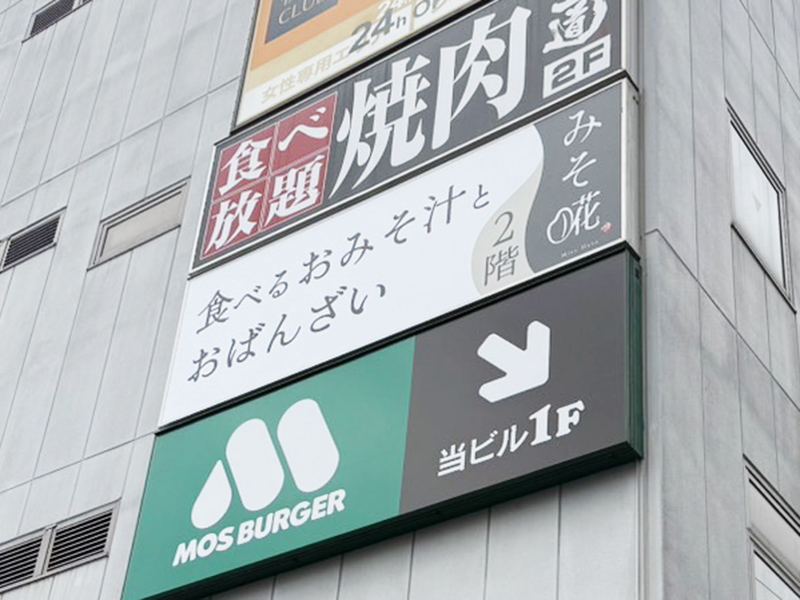 CLUB
24h
女性専用エ
食べ放題
焼肉
道
2F
食べるおみそ汁と
おばんざい
2階
みそ花
MOS BURGER
当ビル1F